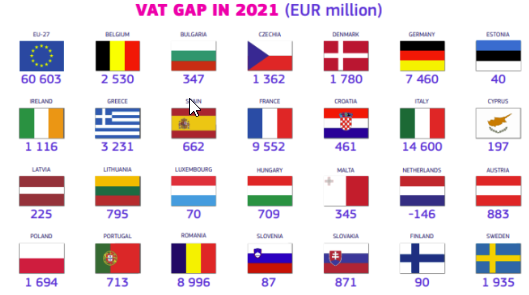 VAT GAP IN 2021 (EUR million)
EU-27 BELGIUM BULGARIA CZECHIA DENMARK GERMANY ESTONIA
60 603 2 530 347 1 362 1 780 7 460 40
IRELAND GREECE SPAIN FRANCE CROATIA ITALY CYPRUS
1 116 3 231 662 9 552 461 14 600 197
LATVIA LITHUANIA LUXEMBOURG HUNGARY MALTA NETHERLANDS AUSTRIA
225 795 70 709 345 -146 883
POLAND PORTUGAL ROMANIA SLOVENIA SLOVAKIA FINLAND SWEDEN
1 694 713 8 996 87 871 90 1 935